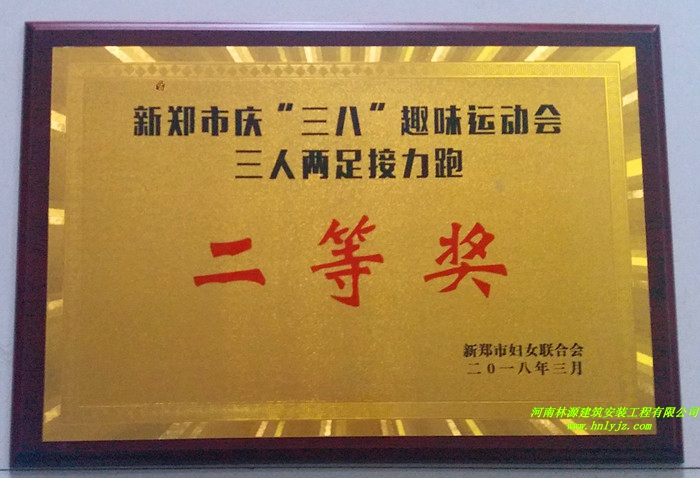 新郑市庆“三八”趣味运动会
三人两足接力跑
二等奖
新郑市妇女联合会
二〇一八年三月
河南林源建筑安装工程有限公司
www.hnlyjz.com